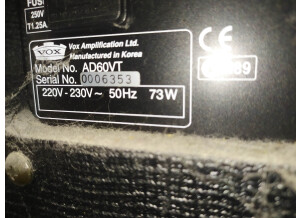 FUS
250V
T1.25A
VOX
Vox Amplification Ltd.
Manufactured in Korea
Model No. AD60VT
Serial No. 0006353
220V - 230V ~ 50Hz 73W
CE